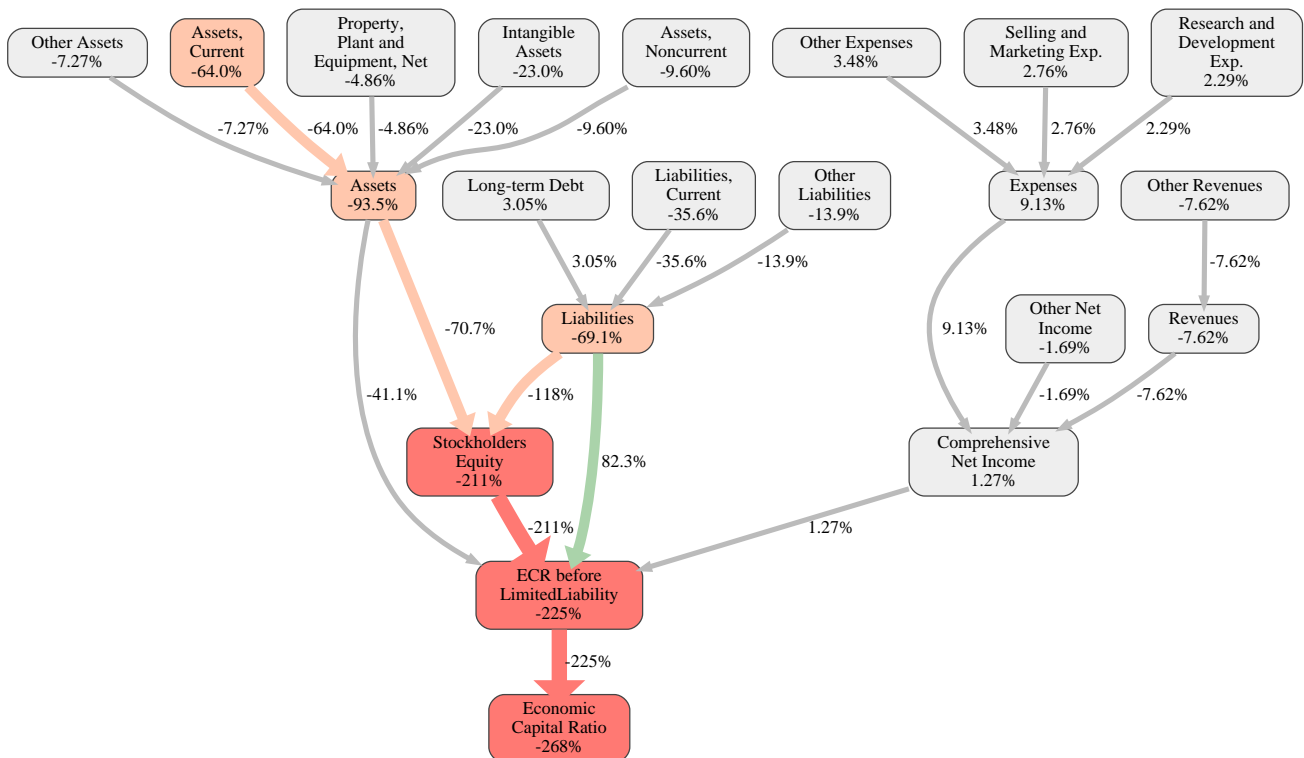 Other Assets
-7.27%
Assets,
Current
-64.0%
Property,
Plant and
Equipment, Net
-4.86%
Intangible
Assets
-23.0%
Assets,
Noncurrent
-9.60%
Other Expenses
3.48%
Selling and
Marketing Exp.
2.76%
Research and
Development
Exp.
2.29%
-7.27%
-64.0%
-4.86%
-23.0%
-9.60%
3.48%
2.76%
2.29%
Assets
-93.5%
Long-term Debt
3.05%
Liabilities,
Current
-35.6%
Other
Liabilities
-13.9%
Expenses
9.13%
Other Revenues
-7.62%
3.05%
-35.6%
-13.9%
-7.62%
-70.7%
Liabilities
-69.1%
9.13%
Other Net
Income
-1.69%
Revenues
-7.62%
-41.1%
-118%
-1.69%
-7.62%
Stockholders
Equity
-211%
82.3%
Comprehensive
Net Income
1.27%
-211%
1.27%
ECR before
LimitedLiability
-225%
-225%
Economic
Capital Ratio
-268%